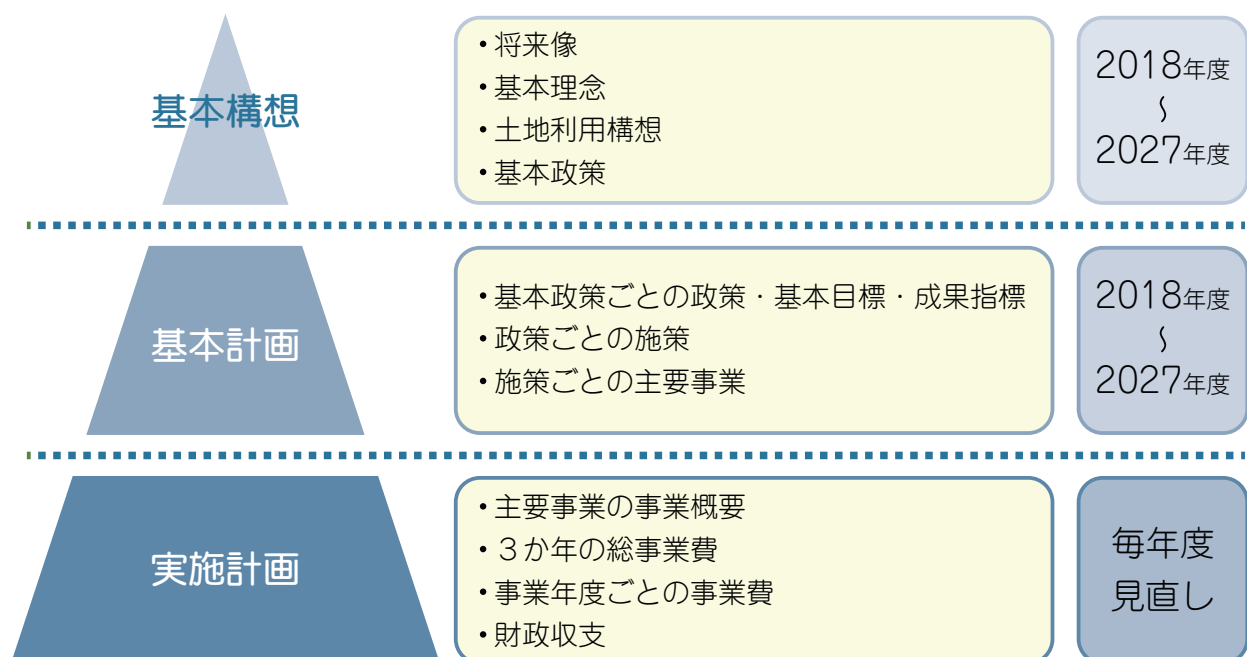 基本構想
・将来像
・基本理念
・土地利用構想
・基本政策
2018年度
〜
2027年度
基本計画
・基本政策ごとの政策・基本目標・成果指標
・政策ごとの施策
・施策ごとの主要事業
2018年度
〜
2027年度
実施計画
・主要事業の事業概要
・３か年の総事業費
・事業年度ごとの事業費
・財政収支
毎年度
見直し